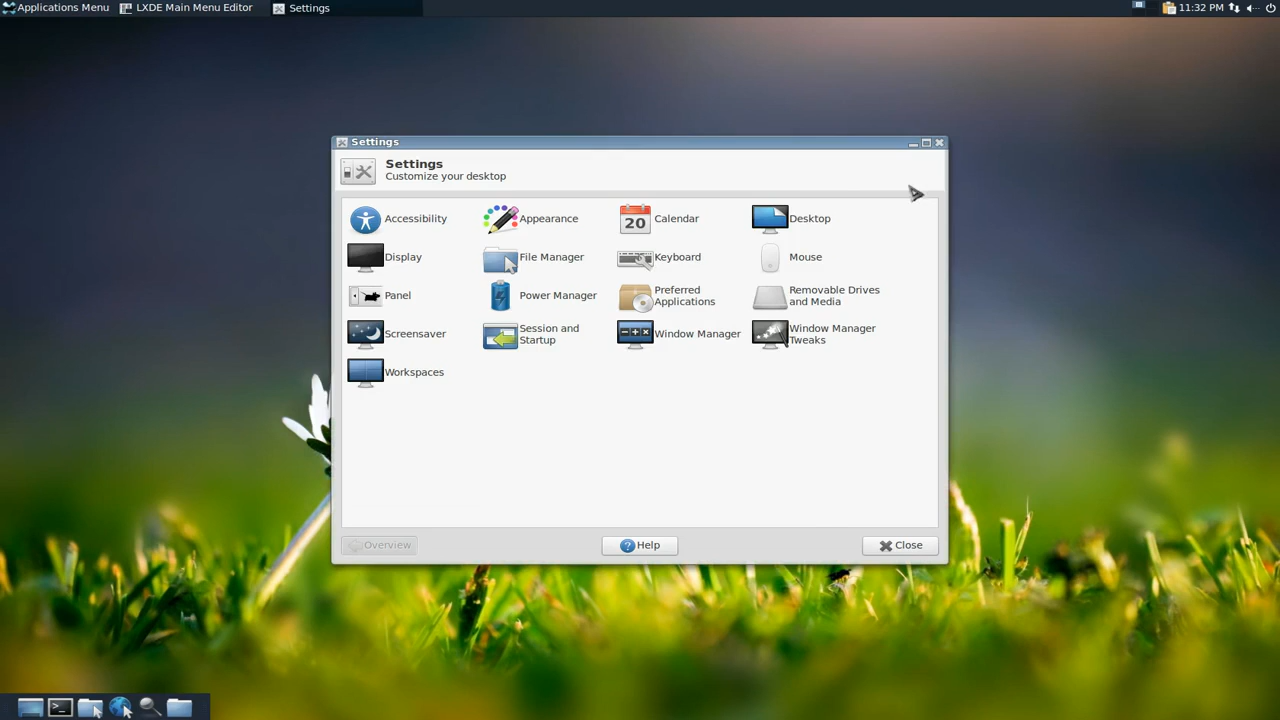 Applications Menu LXDE Main Menu Editor Settings 11:32 PM
Settings
Settings
Customize your desktop
Accessibility Appearance 20 Calendar Desktop
Display File Manager Keyboard Mouse
Panel Power Manager Preferred Applications Removable Drives and Media
Screensaver Session and Startup Window Manager Window Manager Tweaks
Workspaces
Overview Help Close